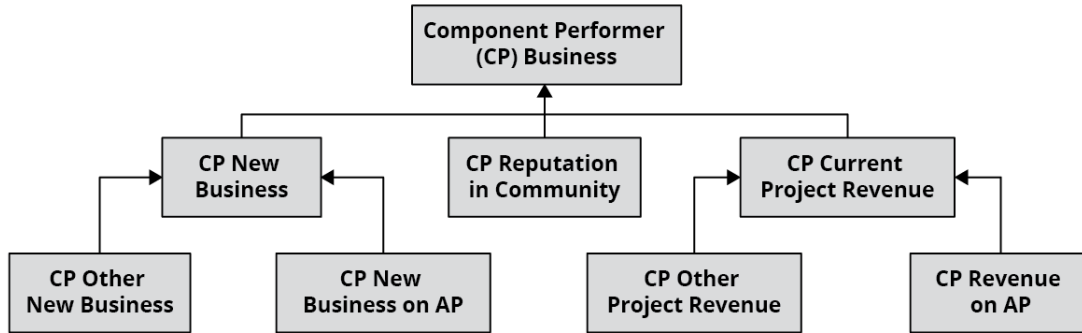 Component Performer
(CP) Business
CP New
Business
CP Reputation
in Community
CP Current
Project Revenue
CP Other
New Business
CP New
Business on AP
CP Other
Project Revenue
CP Revenue
on AP